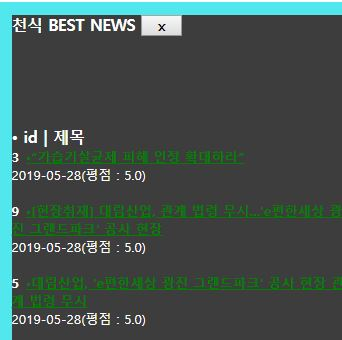 천식 BEST NEWS x
• id | 제목
3 •"가습기살균제 피해 인정 확대하라"
2019-05-28(평점 : 5.0)
9 •[현장취재] 대림산업, 관계 법령 무시...'e편한세상 광
진 그랜드파크' 공사 현장
2019-05-28(평점 : 5.0)
5 •대림산업, 'e편한세상 광진 그랜드파크' 공사 현장 관
계 법령 무시
2019-05-28(평점 : 5.0)